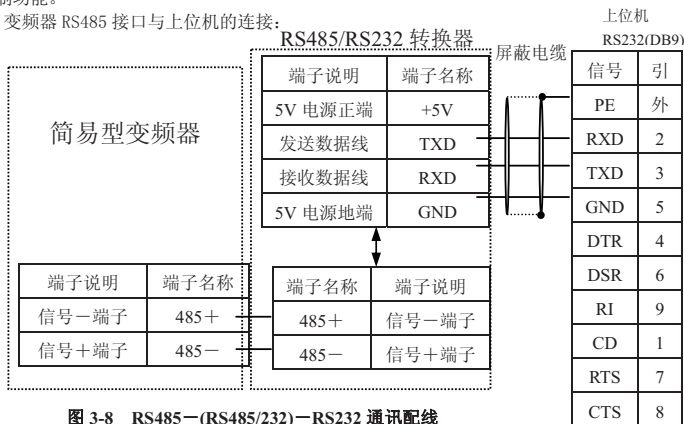 制功能。
变频器 RS485 接口与上位机的连接:
RS485/RS232 转换器
屏蔽电缆
上位机
RS232(DB9)
简易型变频器
端子说明 端子名称
5V 电源正端 +5V
发送数据线 TXD
接收数据线 RXD
5V 电源地端 GND
信号 引
PE 外
RXD 2
TXD 3
GND 5
DTR 4
DSR 6
RI 9
CD 1
RTS 7
CTS 8
端子说明 端子名称
信号－端子 485＋
信号＋端子 485－
端子名称 端子说明
485＋ 信号－端子
485－ 信号＋端子
图 3-8 RS485－(RS485/232)－RS232 通讯配线